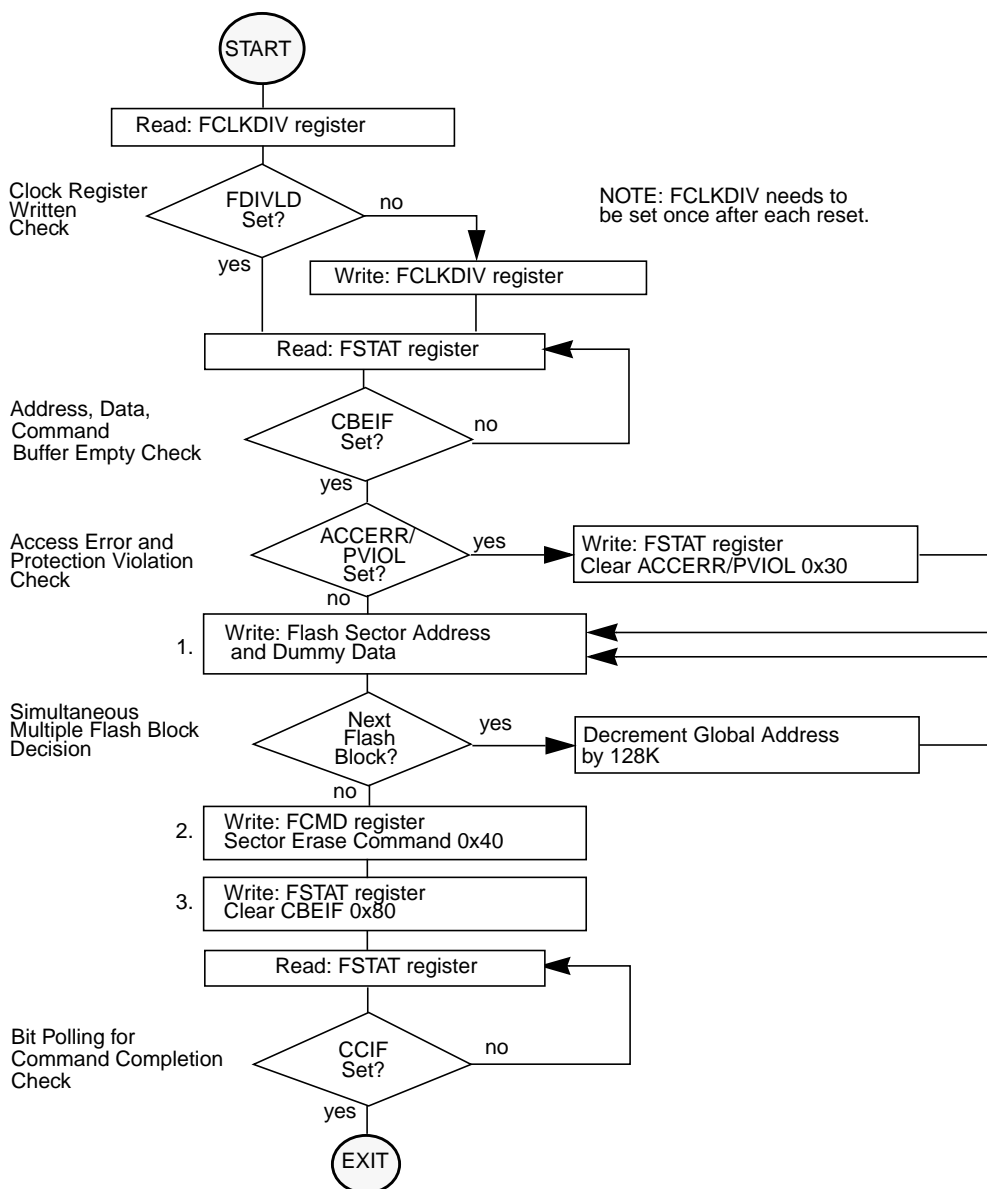 START
Read: FCLKDIV register
Clock Register
Written
Check
FDIVLD
Set?
no
yes
NOTE: FCLKDIV needs to
be set once after each reset.
Write: FCLKDIV register
Read: FSTAT register
Address, Data,
Command
Buffer Empty Check
CBEIF
Set?
no
yes
Access Error and
Protection Violation
Check
ACCERR/
PVIOL
Set?
yes
no
Write: FSTAT register
Clear ACCERR/PVIOL 0x30
1.
Write: Flash Sector Address
and Dummy Data
Simultaneous
Multiple Flash Block
Decision
Next
Flash
Block?
yes
no
Decrement Global Address
by 128K
2.
Write: FCMD register
Sector Erase Command 0x40
3.
Write: FSTAT register
Clear CBEIF 0x80
Read: FSTAT register
Bit Polling for
Command Completion
Check
CCIF
Set?
no
yes
EXIT